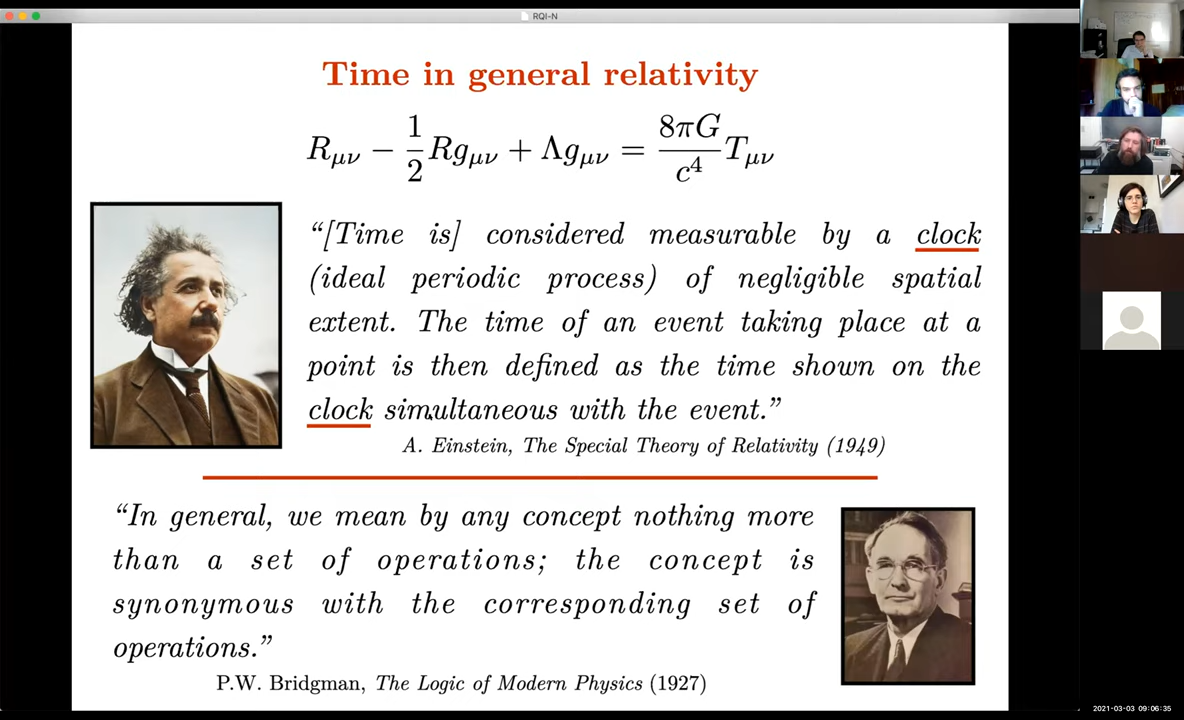 RQI-N
Time in general relativity
R_{μν} − \frac{1}{2} R g_{μν} + Λ g_{μν} = \frac{8πG}{c^4} T_{μν}
“[Time is] considered measurable by a clock
(ideal periodic process) of negligible spatial
extent. The time of an event taking place at a
point is then defined as the time shown on the
clock simultaneous with the event.”
A. Einstein, The Special Theory of Relativity (1949)
“In general, we mean by any concept nothing more
than a set of operations; the concept is
synonymous with the corresponding set of
operations.”
P.W. Bridgman, The Logic of Modern Physics (1927)
2021-03-03 09:06:35